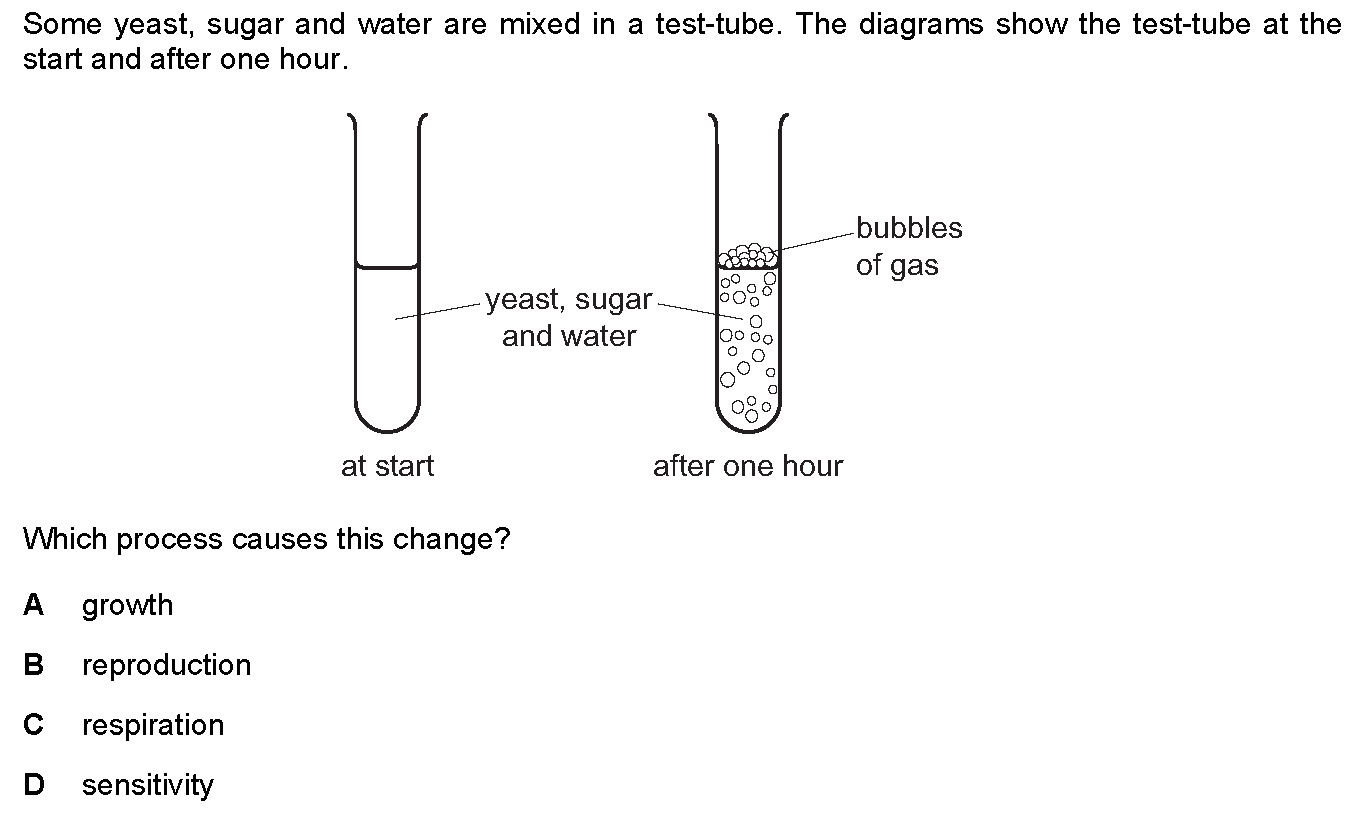 Some yeast, sugar and water are mixed in a test-tube. The diagrams show the test-tube at the
start and after one hour.
bubbles
of gas
yeast, sugar
and water
at start
after one hour
Which process causes this change?
A growth
B reproduction
C respiration
D sensitivity